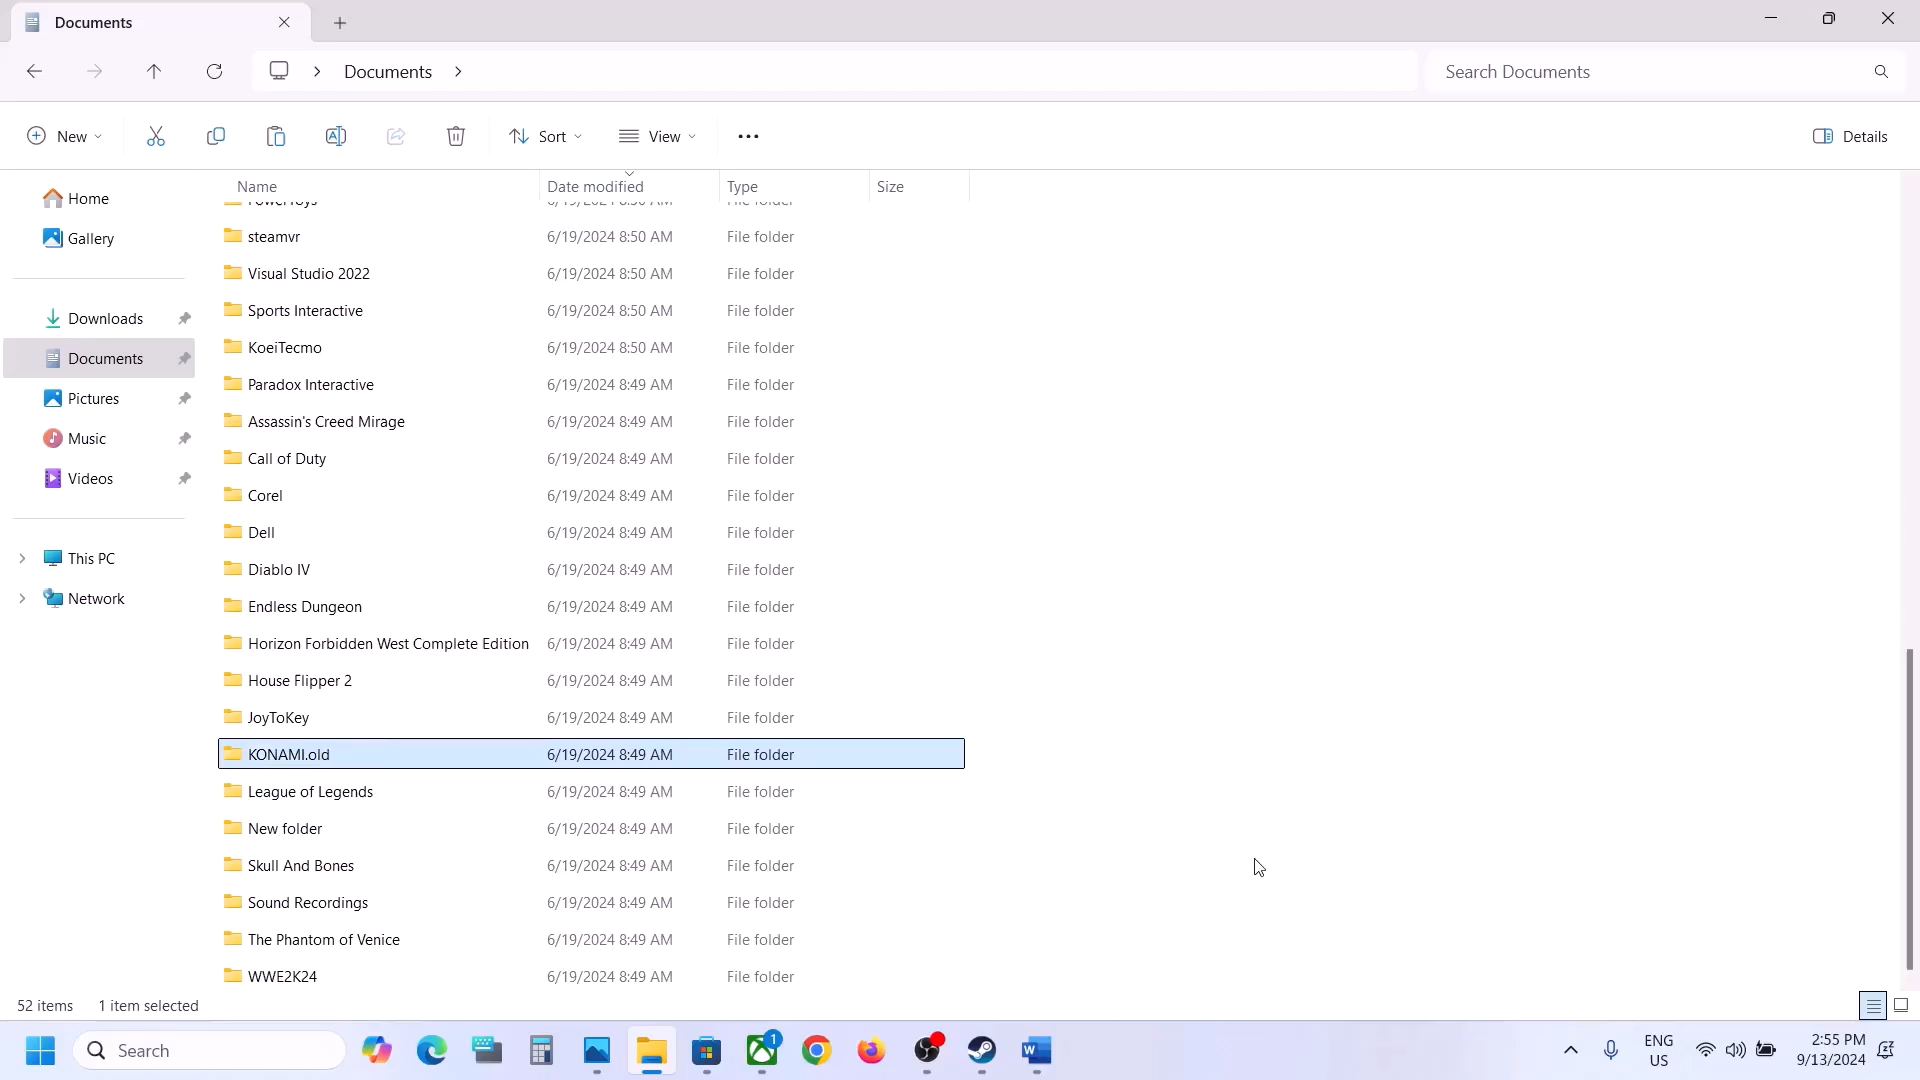 Documents
Documents
Search Documents
New
Sort
View
Details
Name Date modified Type Size
Home
Gallery
Downloads
Documents
Pictures
Music
Videos
This PC
Network
steamvr 6/19/2024 8:50 AM File folder
Visual Studio 2022 6/19/2024 8:50 AM File folder
Sports Interactive 6/19/2024 8:50 AM File folder
KoeiTecmo 6/19/2024 8:50 AM File folder
Paradox Interactive 6/19/2024 8:49 AM File folder
Assassin's Creed Mirage 6/19/2024 8:49 AM File folder
Call of Duty 6/19/2024 8:49 AM File folder
Corel 6/19/2024 8:49 AM File folder
Dell 6/19/2024 8:49 AM File folder
Diablo IV 6/19/2024 8:49 AM File folder
Endless Dungeon 6/19/2024 8:49 AM File folder
Horizon Forbidden West Complete Edition 6/19/2024 8:49 AM File folder
House Flipper 2 6/19/2024 8:49 AM File folder
JoyToKey 6/19/2024 8:49 AM File folder
KONAMI.old 6/19/2024 8:49 AM File folder
League of Legends 6/19/2024 8:49 AM File folder
New folder 6/19/2024 8:49 AM File folder
Skull And Bones 6/19/2024 8:49 AM File folder
Sound Recordings 6/19/2024 8:49 AM File folder
The Phantom of Venice 6/19/2024 8:49 AM File folder
WWE2K24 6/19/2024 8:49 AM File folder
52 items 1 item selected
Search
1
ENG
US
2:55 PM
9/13/2024